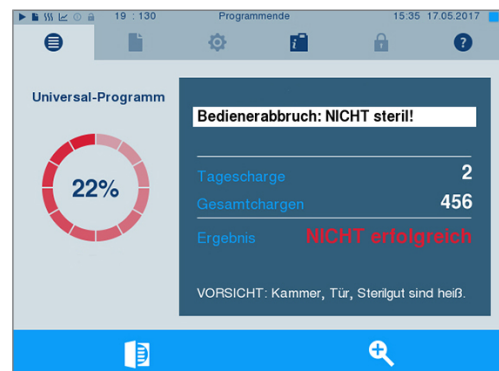 19 : 130 Programmende 15:35 17.05.2017
Universal-Programm
22%
Bedienerabbruch: NICHT steril!
Tagescharge 2
Gesamtchargen 456
Ergebnis NICHT erfolgreich
VORSICHT: Kammer, Tür, Sterilgut sind heiß.